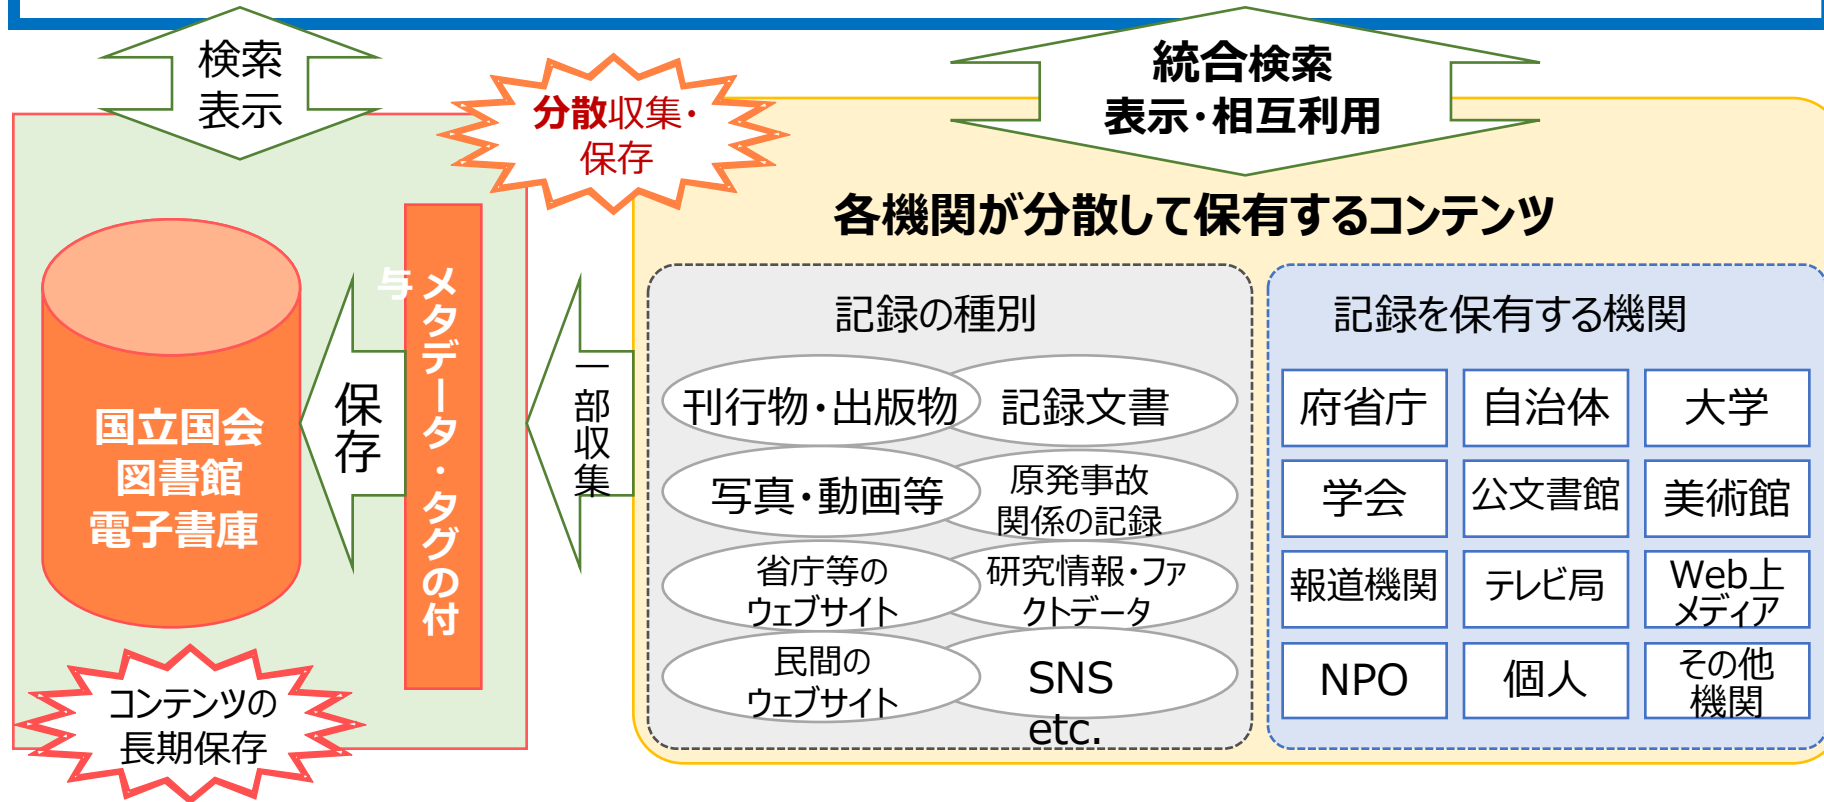 検索
表示
分散収集・
保存
統合検索
表示・相互利用
各機関が分散して保有するコンテンツ
国立国会
図書館
電子書庫
保存
メタデータ・タグの付
与
一部収集
コンテンツの
長期保存
記録の種別
刊行物・出版物
記録文書
写真・動画等
原発事故
関係の記録
省庁等の
ウェブサイト
研究情報・ファ
クトデータ
民間の
ウェブサイト
SNS
etc.
記録を保有する機関
府省庁
自治体
大学
学会
公文書館
美術館
報道機関
テレビ局
Web上
メディア
NPO
個人
その他
機関